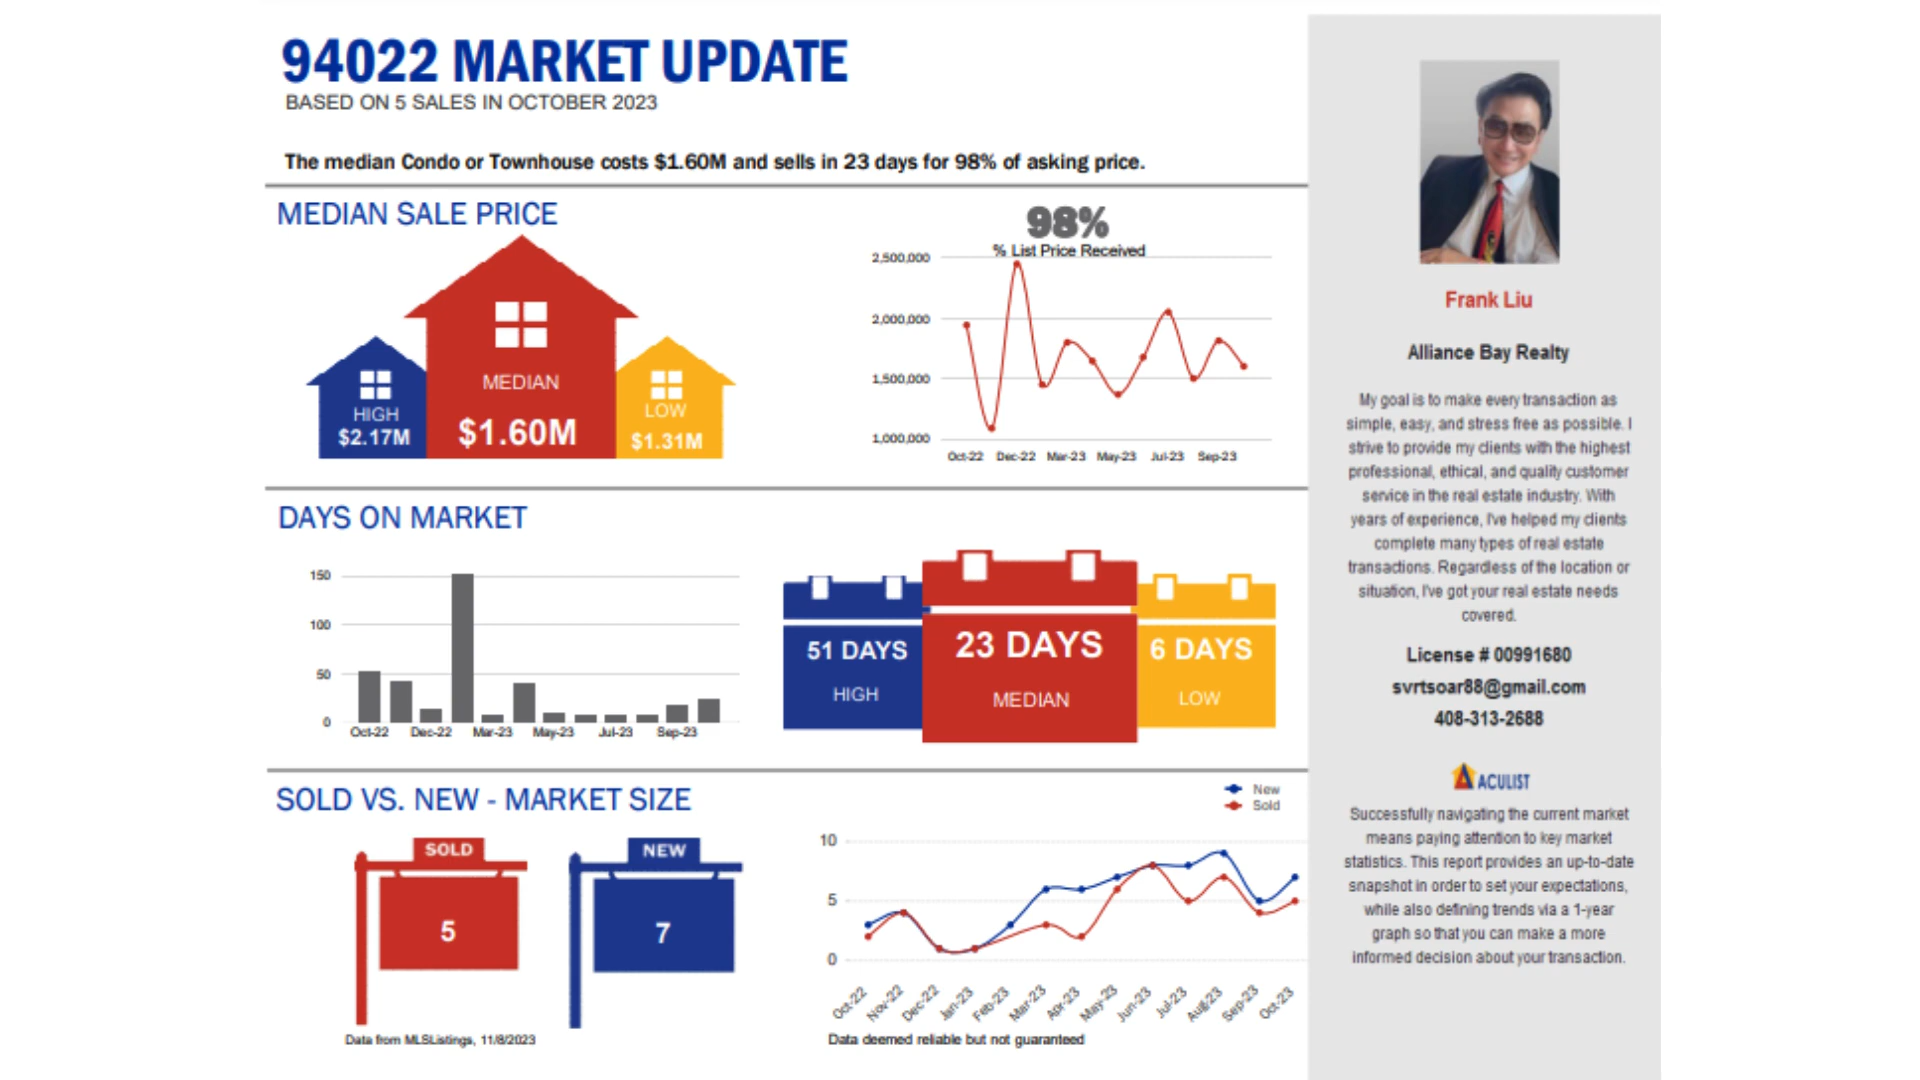 94022 MARKET UPDATE
BASED ON 5 SALES IN OCTOBER 2023
The median Condo or Townhouse costs $1.60M and sells in 23 days for 98% of asking price.
MEDIAN SALE PRICE
HIGH
$2.17M
MEDIAN
$1.60M
LOW
$1.31M
98%
% List Price Received
2,500,000
2,000,000
1,500,000
1,000,000
Oct-22 Dec-22 Mar-23 May-23 Jul-23 Sep-23
DAYS ON MARKET
150
100
50
0
Oct-22 Dec-22 Mar-23 May-23 Jul-23 Sep-23
51 DAYS
HIGH
23 DAYS
MEDIAN
6 DAYS
LOW
SOLD VS. NEW - MARKET SIZE
SOLD
5
NEW
7
New
Sold
10
5
0
Oct-22 Nov-22 Dec-22 Jan-23 Feb-23 Mar-23 Apr-23 May-23 Jun-23 Jul-23 Aug-23 Sep-23 Oct-23
Data from MLSListings, 11/8/2023
Data deemed reliable but not guaranteed
Frank Liu
Alliance Bay Realty
My goal is to make every transaction as
simple, easy, and stress free as possible. I
strive to provide my clients with the highest
professional, ethical, and quality customer
service in the real estate industry. With
years of experience, I've helped my clients
complete many types of real estate
transactions. Regardless of the location or
situation, I've got your real estate needs
covered.
License # 00991680
svrtsoar88@gmail.com
408-313-2688
ACULIST
Successfully navigating the current market
means paying attention to key market
statistics. This report provides an up-to-date
snapshot in order to set your expectations,
while also defining trends via a 1-year
graph so that you can make a more
informed decision about your transaction.